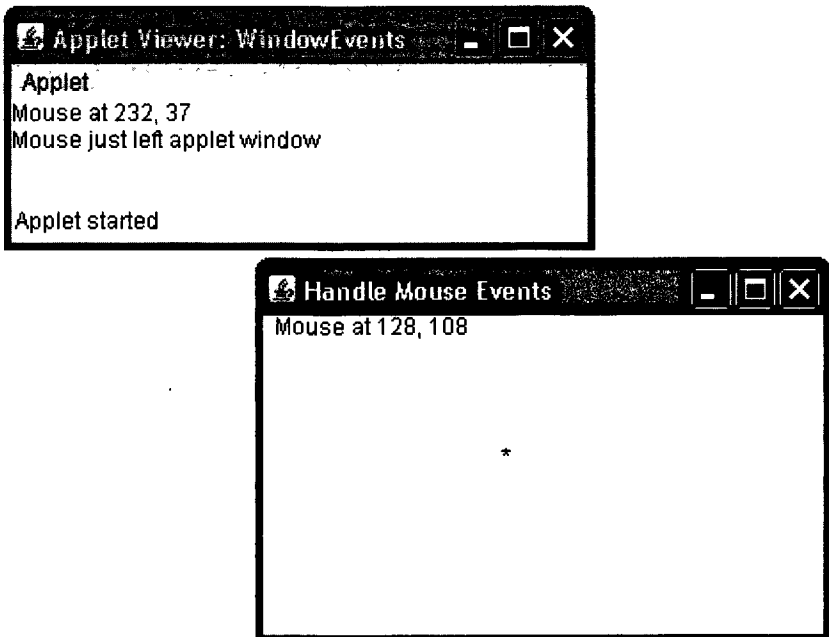 Applet Viewer: WindowEvents
Applet
Mouse at 232, 37
Mouse just left applet window
Applet started
Handle Mouse Events
Mouse at 128, 108
*